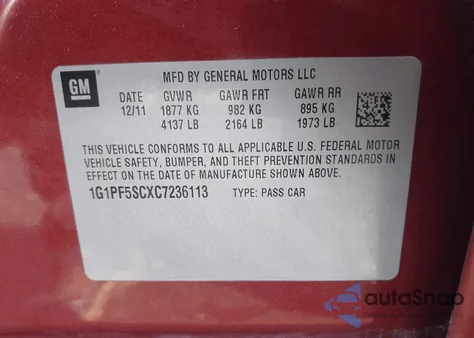 GM
MFD BY GENERAL MOTORS LLC
DATE GVWR GAWR FRT GAWR RR
12/11 1877 KG 982 KG 895 KG
4137 LB 2164 LB 1973 LB
THIS VEHICLE CONFORMS TO ALL APPLICABLE U.S. FEDERAL MOTOR
VEHICLE SAFETY, BUMPER, AND THEFT PREVENTION STANDARDS IN
EFFECT ON THE DATE OF MANUFACTURE SHOWN ABOVE.
1G1PF5SCXC7236113 TYPE: PASS CAR
autoSnap